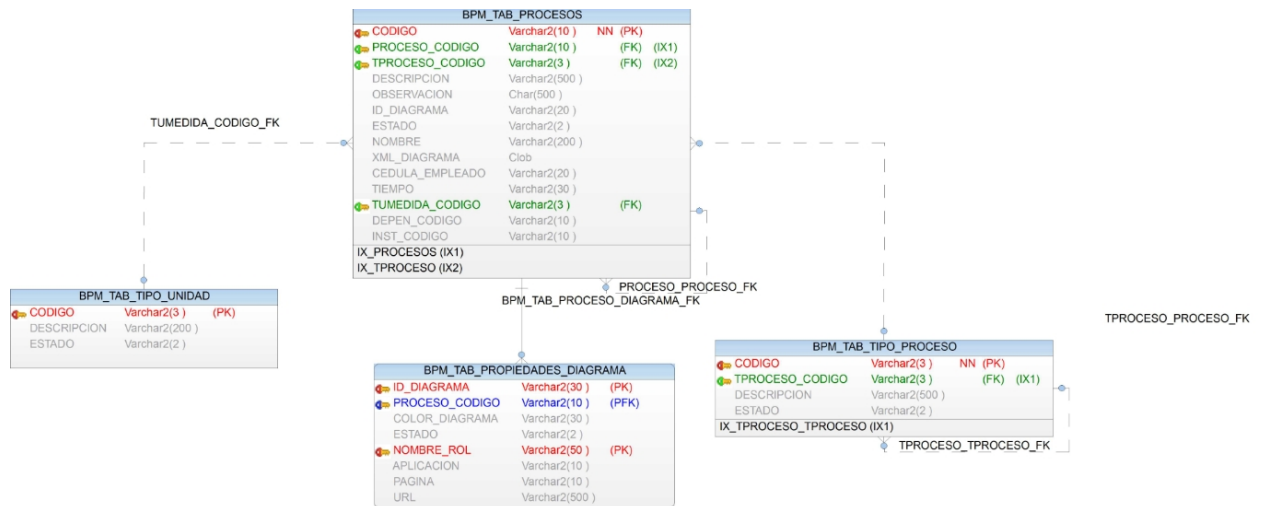 BPM_TAB_PROCESOS
CODIGO Varchar2(10 ) NN (PK)
PROCESO_CODIGO Varchar2(10 ) (FK) (IX1)
TPROCESO_CODIGO Varchar2(3 ) (FK) (IX2)
DESCRIPCION Varchar2(500 )
OBSERVACION Char(500 )
ID_DIAGRAMA Varchar2(20 )
ESTADO Varchar2(2 )
NOMBRE Varchar2(200 )
XML_DIAGRAMA Clob
CEDULA_EMPLEADO Varchar2(20 )
TIEMPO Varchar2(30 )
TUMEDIDA_CODIGO Varchar2(3 ) (FK)
DEPEN_CODIGO Varchar2(10 )
INST_CODIGO Varchar2(10 )
IX_PROCESOS (IX1)
IX_TPROCESO (IX2)
TUMEDIDA_CODIGO_FK
PROCESO_PROCESO_FK
BPM_TAB_PROCESO_DIAGRAMA_FK
TPROCESO_PROCESO_FK
BPM_TAB_TIPO_UNIDAD
CODIGO Varchar2(3 ) (PK)
DESCRIPCION Varchar2(200 )
ESTADO Varchar2(2 )
BPM_TAB_PROPIEDADES_DIAGRAMA
ID_DIAGRAMA Varchar2(30 ) (PK)
PROCESO_CODIGO Varchar2(10 ) (PFK)
COLOR_DIAGRAMA Varchar2(30 )
ESTADO Varchar2(2 )
NOMBRE_ROL Varchar2(50 ) (PK)
APLICACION Varchar2(10 )
PAGINA Varchar2(10 )
URL Varchar2(500 )
BPM_TAB_TIPO_PROCESO
CODIGO Varchar2(3 ) NN (PK)
TPROCESO_CODIGO Varchar2(3 ) (FK) (IX1)
DESCRIPCION Varchar2(500 )
ESTADO Varchar2(2 )
IX_TPROCESO_TPROCESO (IX1)
TPROCESO_TPROCESO_FK